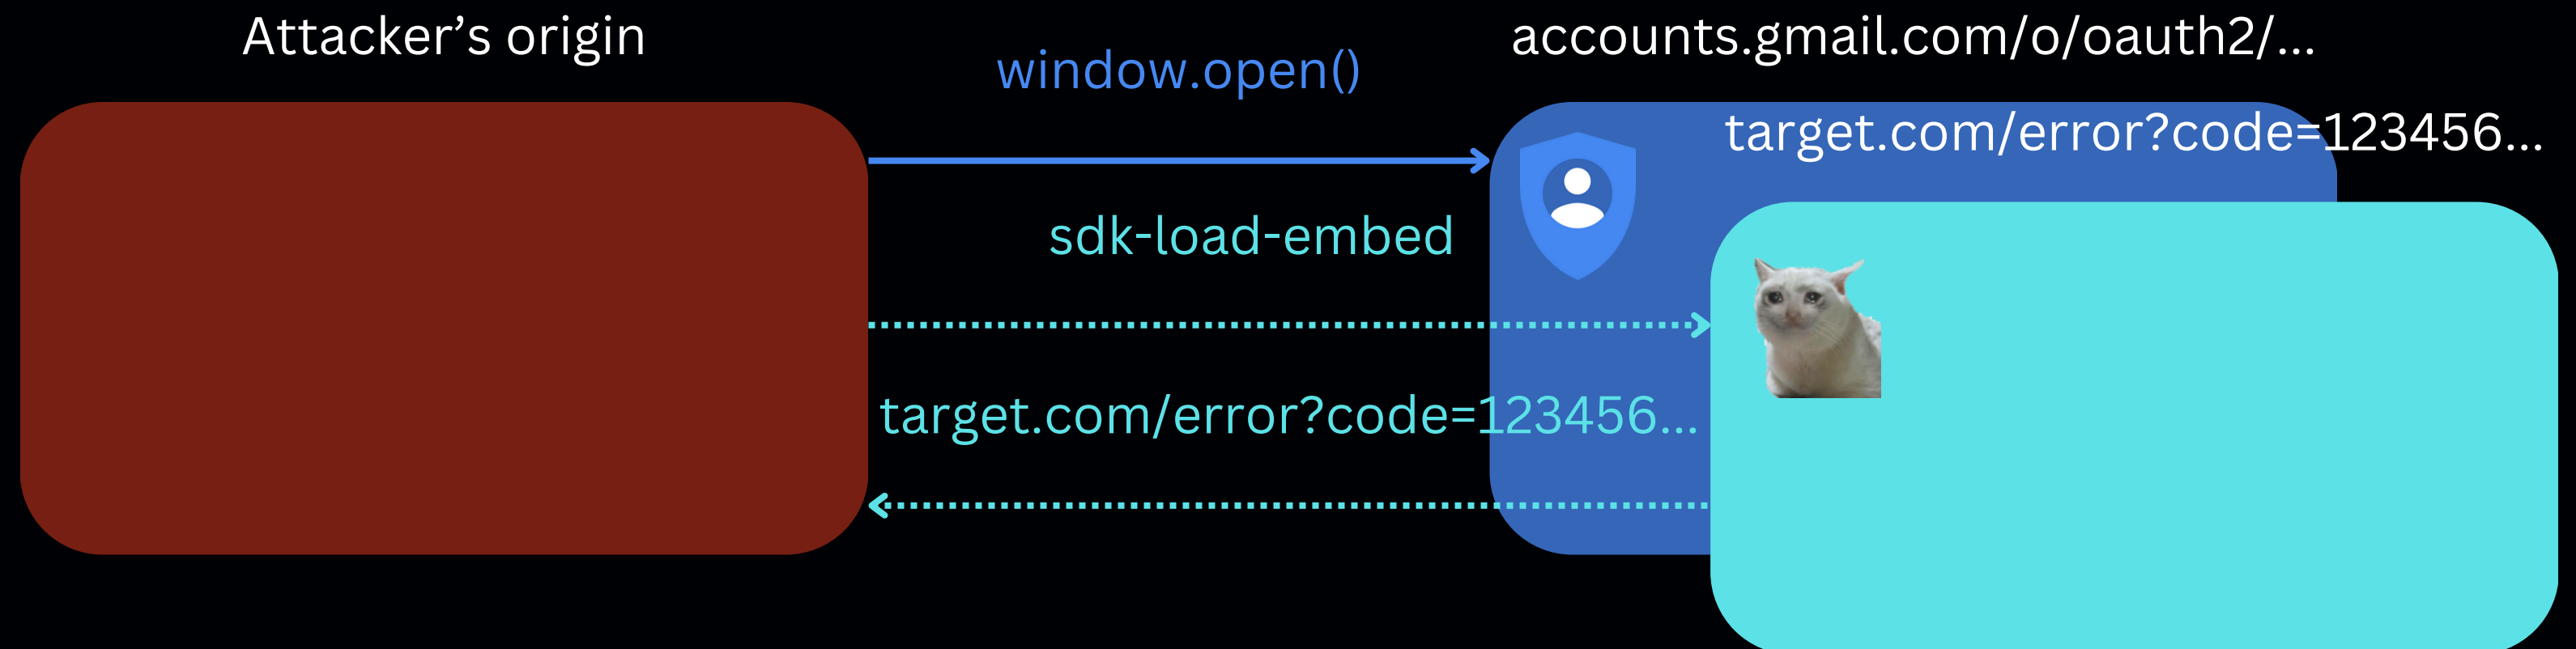 Attacker’s origin
window.open()
accounts.gmail.com/o/oauth2/...
target.com/error?code=123456...
sdk-load-embed
target.com/error?code=123456...